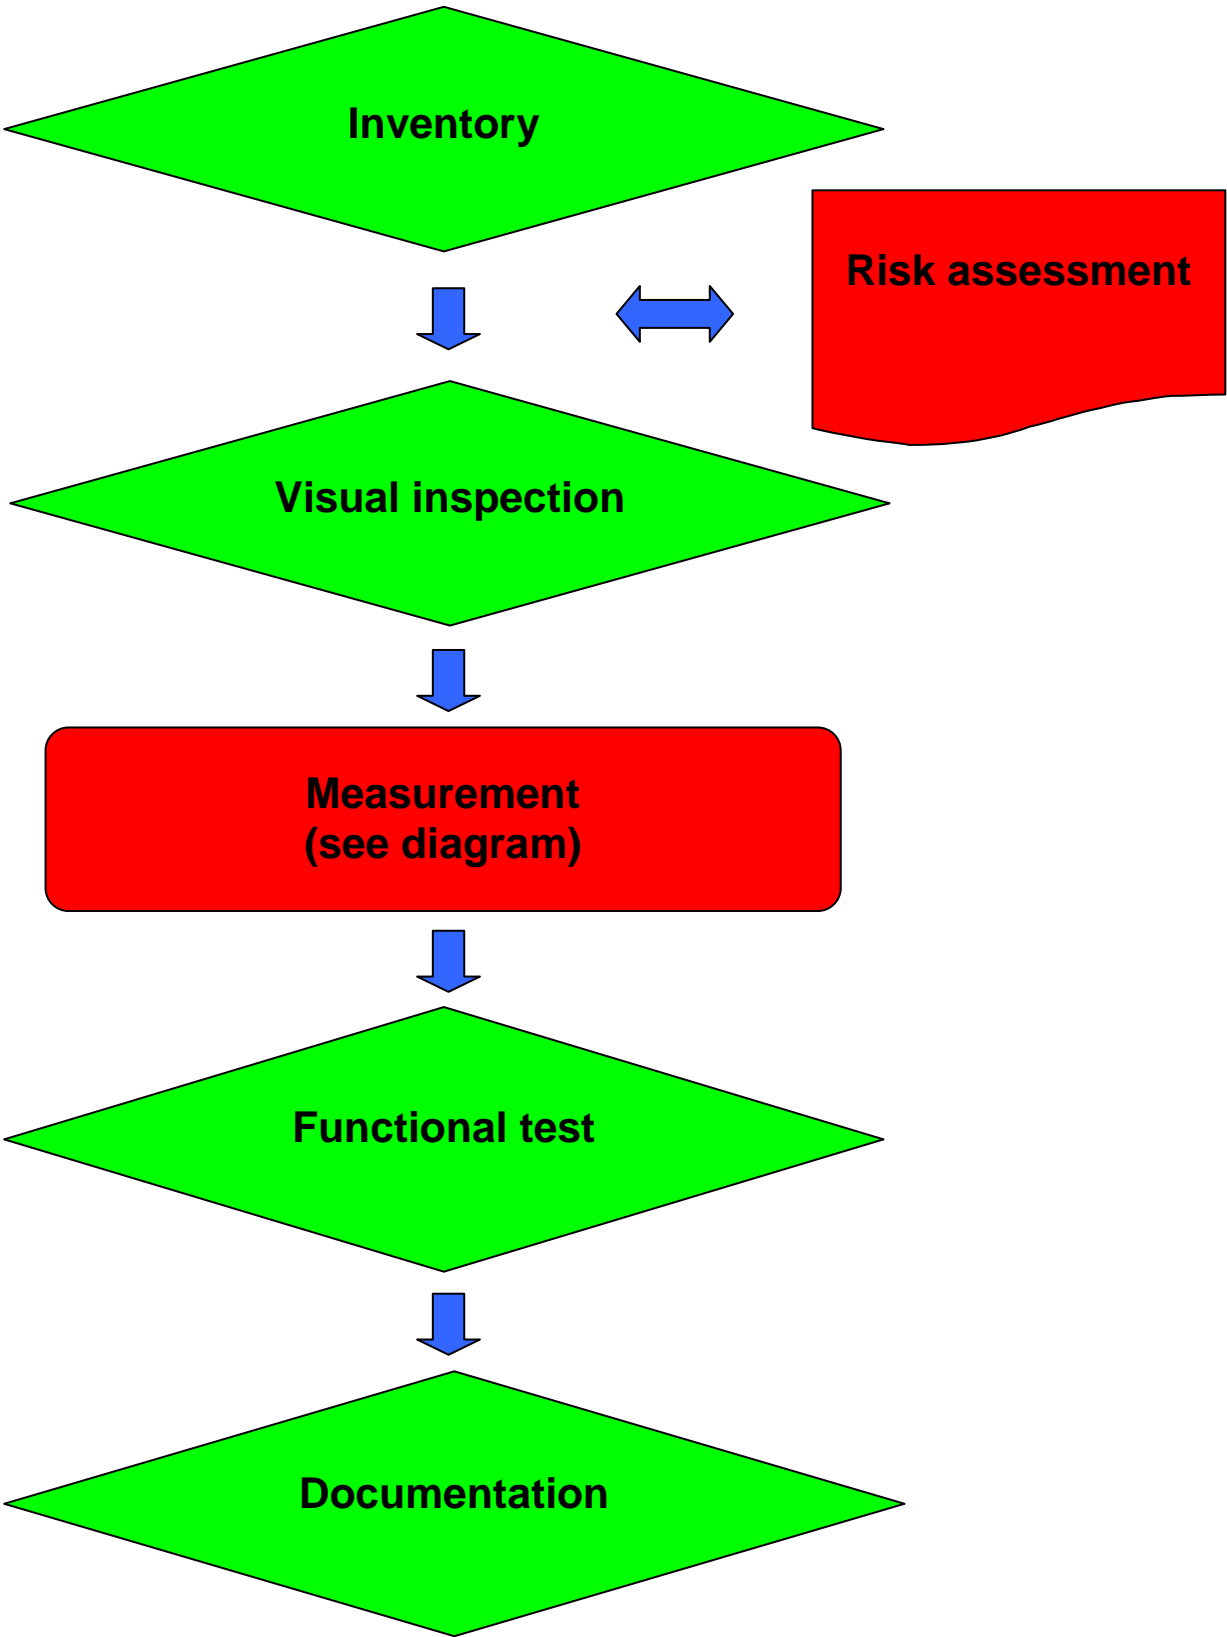 Inventory
Risk assessment
Visual inspection
Measurement
(see diagram)
Functional test
Documentation